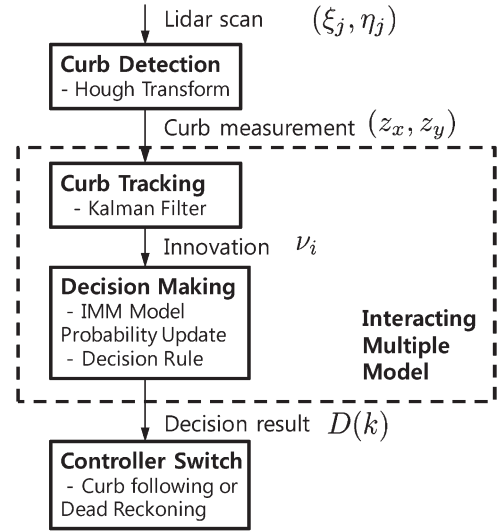 Lidar scan (ξj, ηj)
Curb Detection
- Hough Transform
Curb measurement (zx, zy)
Curb Tracking
- Kalman Filter
Innovation νi
Decision Making
- IMM Model
Probability Update
- Decision Rule
Interacting
Multiple
Model
Decision result D(k)
Controller Switch
- Curb following or
Dead Reckoning